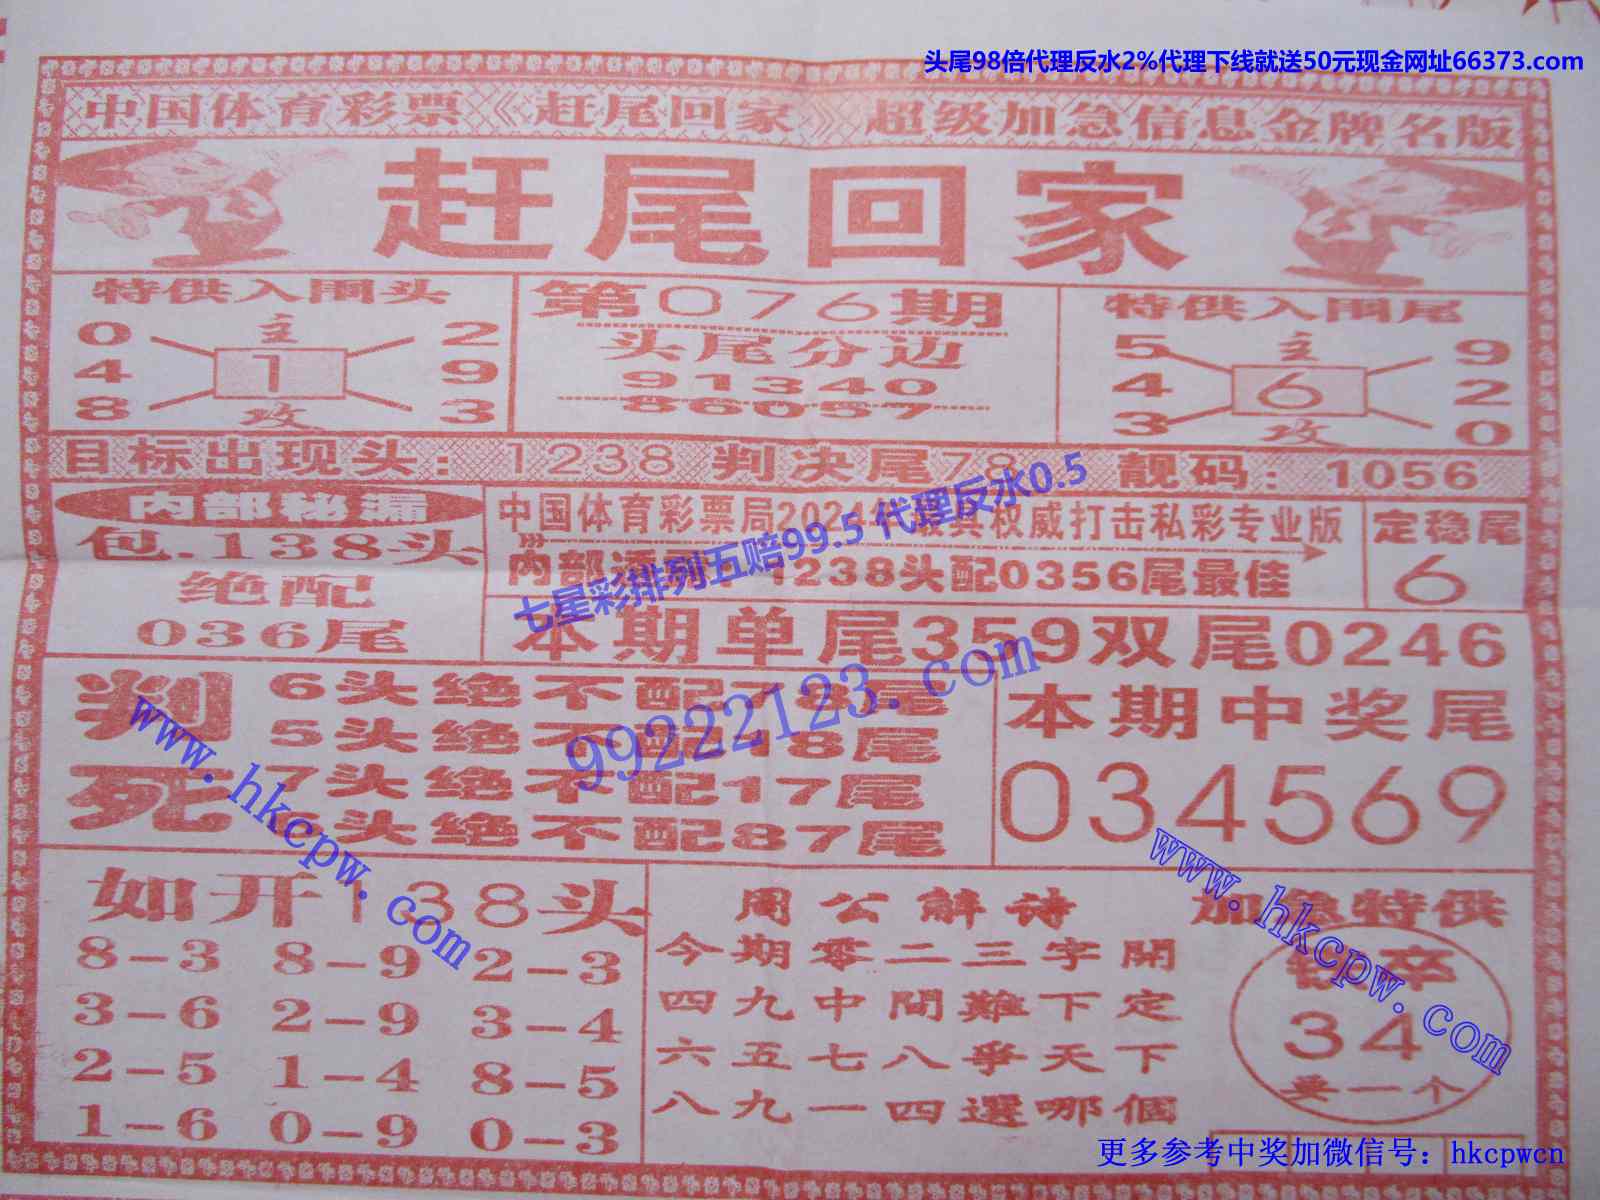 头尾98倍代理反水2%代理下线就送50元现金网址66373.com
中国体育彩票《赶尾回家》超级加急信息金牌名版
赶尾回家
特供入围头
0 主 2
4 1 9
8 攻 3
第076期
头尾分边
91340
86057
特供入围尾
5 主 9
4 6 2
3 攻 0
目标出现头：1238 判决尾78 靓码：1056
内部秘漏
包.138头
绝配
036尾
中国体育彩票局2024 权威打击私彩专业版
内部透 1238头配0356尾最佳
定稳尾
6
七星彩排列五赔99.5 代理反水0.5
本期单尾359双尾0246
99222123.com
判死
6头绝不配78尾
5头绝不配18尾
7头绝不配17尾
头绝不配87尾
本期中奖尾
034569
www.hkcpw.com
www.hkcpw.com
如开138头
8-3 8-9 2-3
3-6 2-9 3-4
2-5 1-4 8-5
1-6 0-9 0-3
周公解诗
今期零二三字開
四九中間難下定
六五七八爭天下
八九一四選哪個
加急特供
卒
34
一个
更多参考中奖加微信号：hkcpwcn